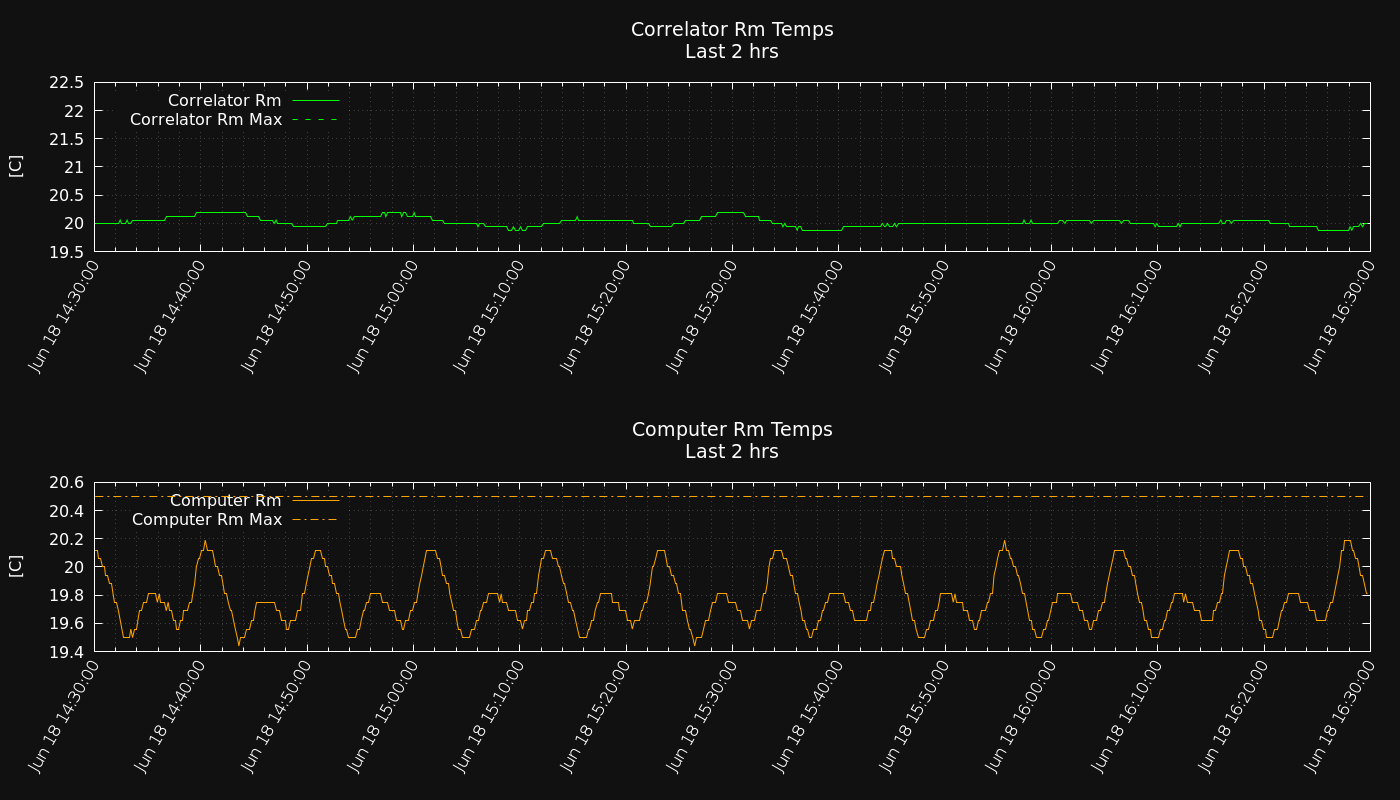 Correlator Rm Temps
Last 2 hrs
[C]
22.5
22
21.5
21
20.5
20
19.5
Correlator Rm
Correlator Rm Max
Jun 18 14:30:00
Jun 18 14:40:00
Jun 18 14:50:00
Jun 18 15:00:00
Jun 18 15:10:00
Jun 18 15:20:00
Jun 18 15:30:00
Jun 18 15:40:00
Jun 18 15:50:00
Jun 18 16:00:00
Jun 18 16:10:00
Jun 18 16:20:00
Jun 18 16:30:00
Computer Rm Temps
Last 2 hrs
[C]
20.6
20.4
20.2
20
19.8
19.6
19.4
Computer Rm
Computer Rm Max
Jun 18 14:30:00
Jun 18 14:40:00
Jun 18 14:50:00
Jun 18 15:00:00
Jun 18 15:10:00
Jun 18 15:20:00
Jun 18 15:30:00
Jun 18 15:40:00
Jun 18 15:50:00
Jun 18 16:00:00
Jun 18 16:10:00
Jun 18 16:20:00
Jun 18 16:30:00